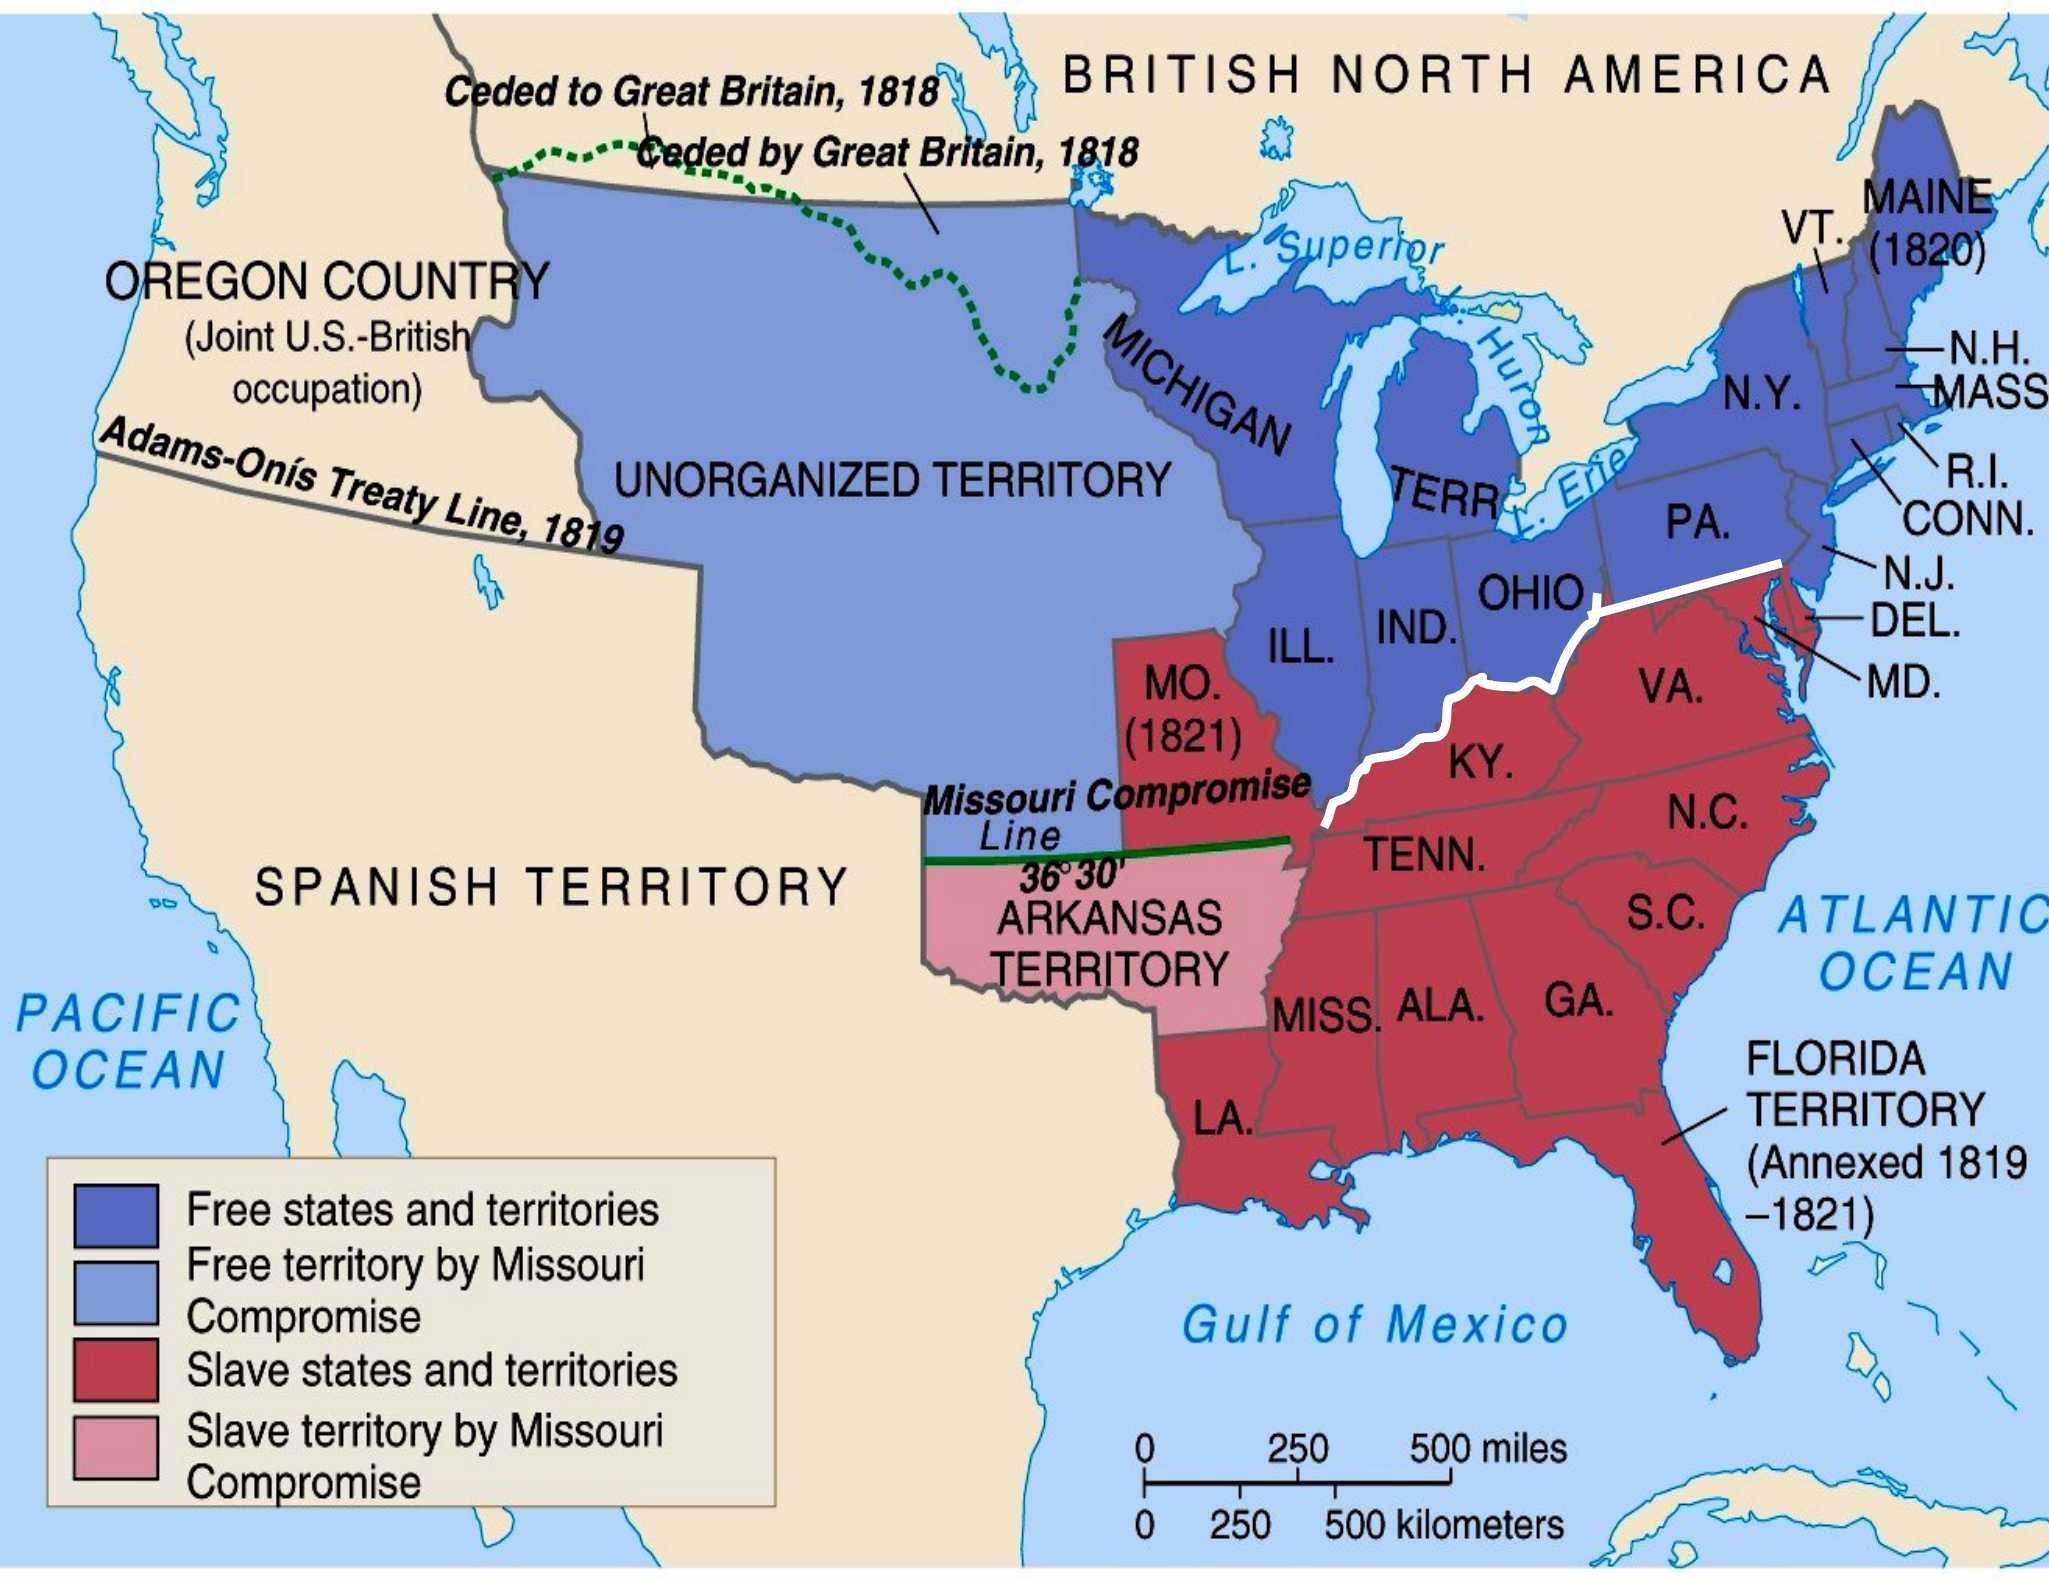 BRITISH NORTH AMERICA
Ceded to Great Britain, 1818
Ceded by Great Britain, 1818
MAINE
(1820)
VT.
L. Superior
OREGON COUNTRY
(Joint U.S.-British
occupation)
L. Huron
N.H.
MICHIGAN
TERR
N.Y.
MASS
Adams-Onís Treaty Line, 1819
UNORGANIZED TERRITORY
L. Erie
R.I.
CONN.
PA.
N.J.
OHIO
DEL.
IND.
ILL.
MD.
MO.
(1821)
VA.
KY.
Missouri Compromise
Line
36°30'
N.C.
TENN.
SPANISH TERRITORY
ARKANSAS
TERRITORY
S.C.
ATLANTIC
OCEAN
PACIFIC
OCEAN
MISS.
ALA.
GA.
LA.
FLORIDA
TERRITORY
(Annexed 1819
–1821)
Free states and territories
Free territory by Missouri
Compromise
Slave states and territories
Slave territory by Missouri
Compromise
Gulf of Mexico
0 250 500 miles
0 250 500 kilometers